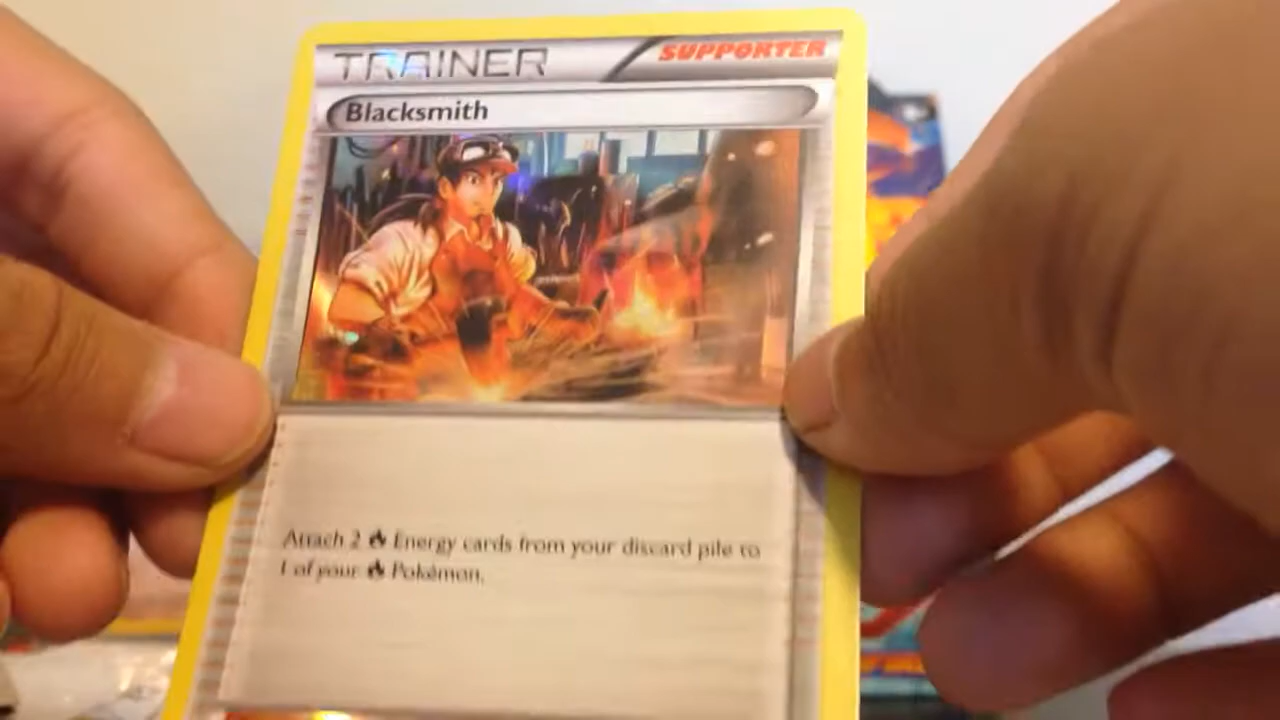 TRAINER SUPPORTER
Blacksmith
Attach 2 Energy cards from your discard pile to
1 of your Pokémon.